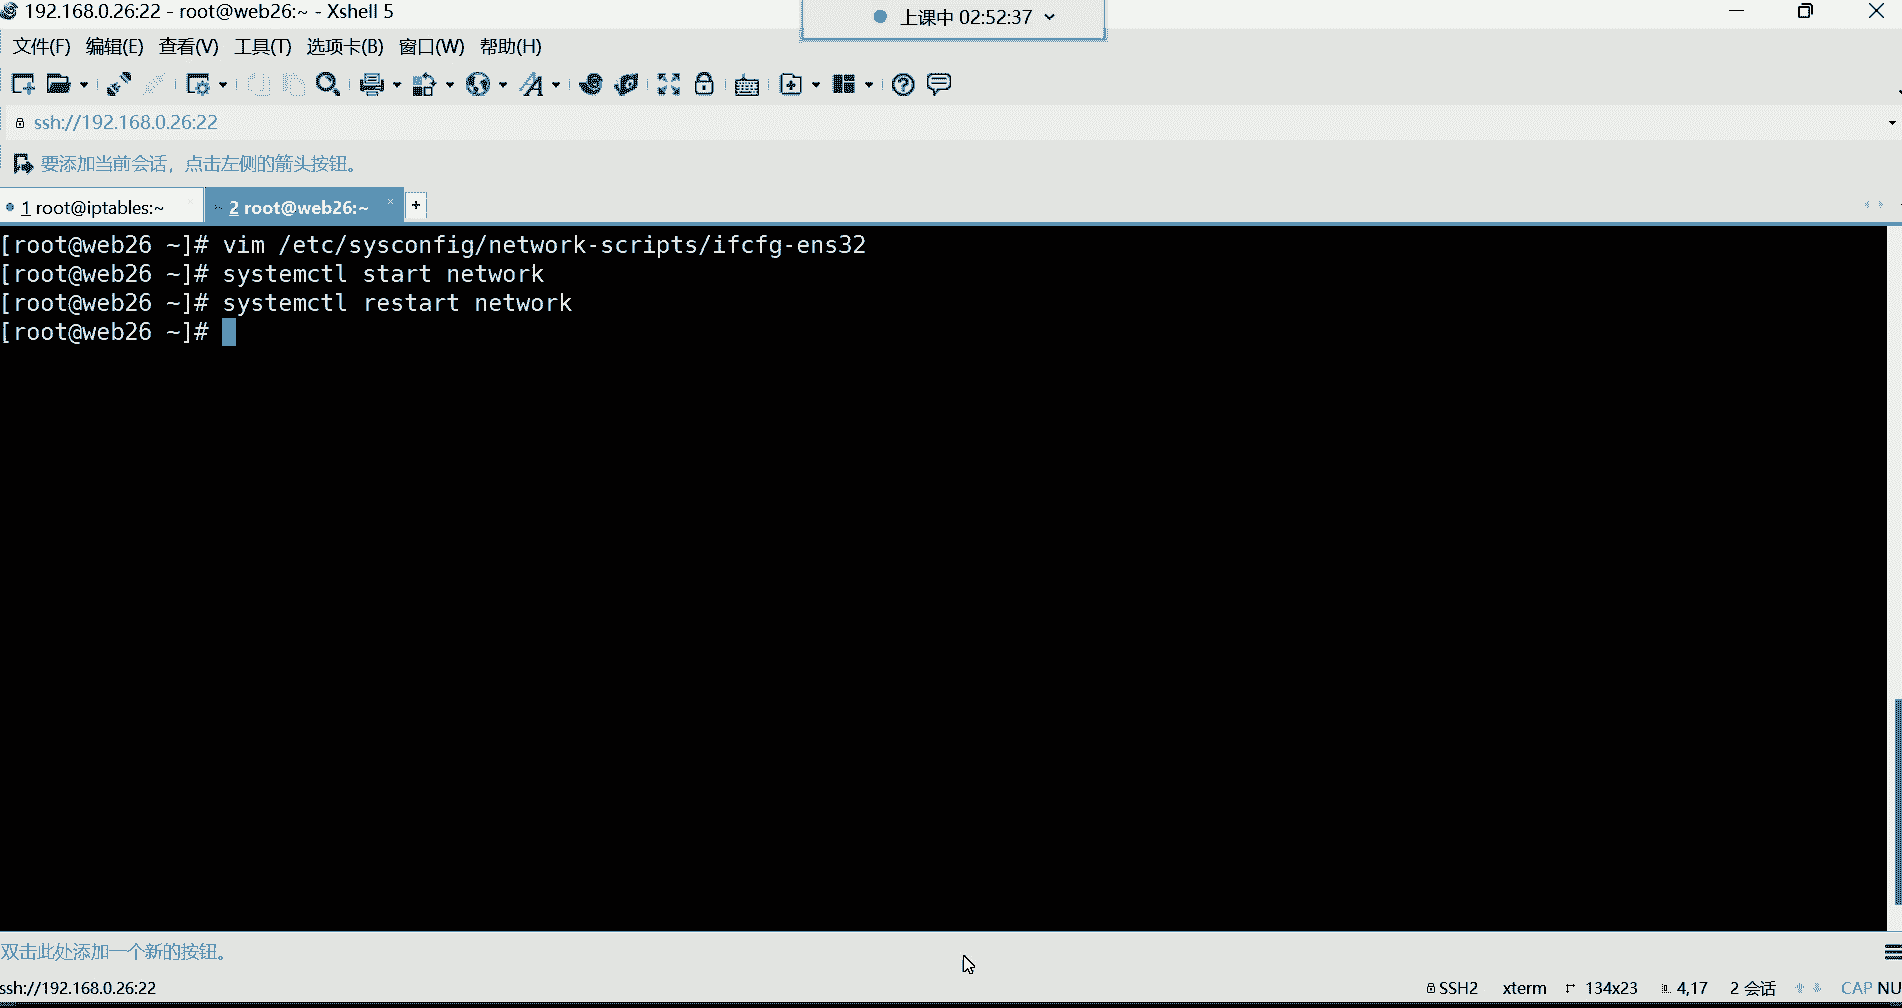 192.168.0.26:22 - root@web26:~ - Xshell 5
上课中 02:52:37
文件(F) 编辑(E) 查看(V) 工具(T) 选项卡(B) 窗口(W) 帮助(H)
ssh://192.168.0.26:22
要添加当前会话，点击左侧的箭头按钮。
1 root@iptables:~ 2 root@web26:~ +
[root@web26 ~]# vim /etc/sysconfig/network-scripts/ifcfg-ens32
[root@web26 ~]# systemctl start network
[root@web26 ~]# systemctl restart network
[root@web26 ~]#
双击此处添加一个新的按钮。
ssh://192.168.0.26:22 SSH2 xterm 134x23 4,17 2 会话 CAP NU